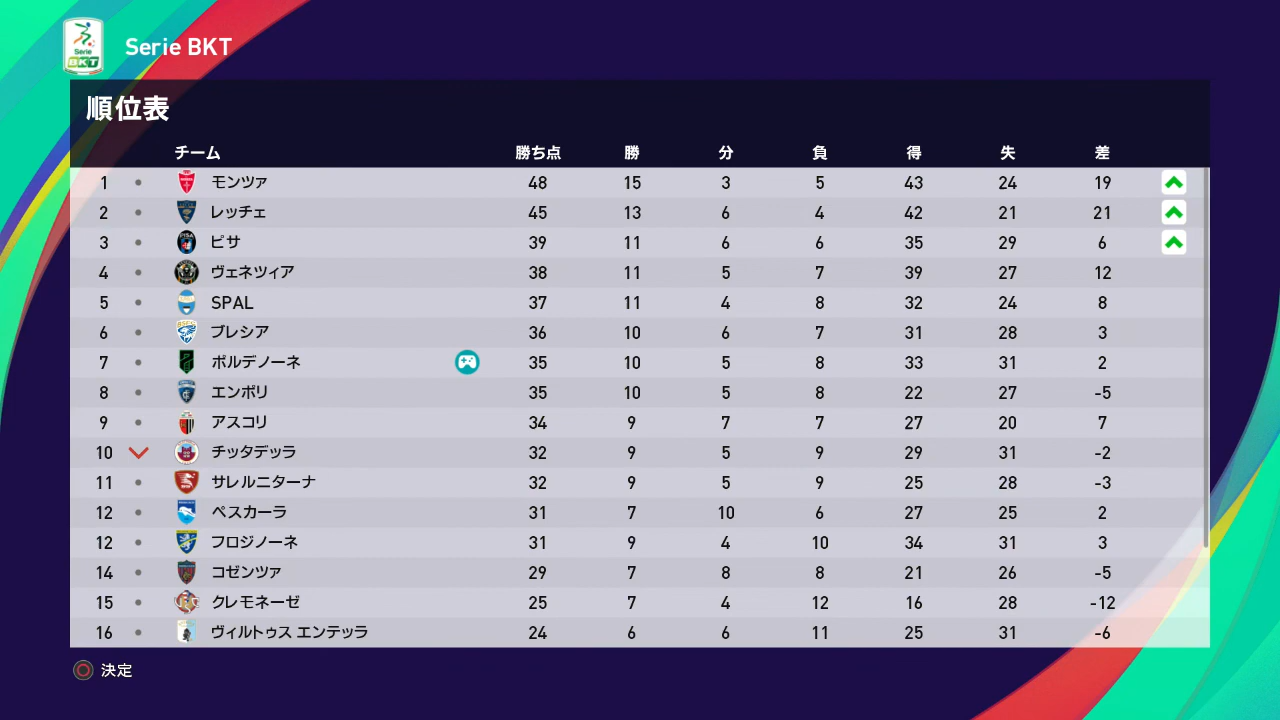 Serie BKT
順位表
チーム 勝ち点 勝 分 負 得 失 差
1 モンツァ 48 15 3 5 43 24 19
2 レッチェ 45 13 6 4 42 21 21
3 ピサ 39 11 6 6 35 29 6
4 ヴェネツィア 38 11 5 7 39 27 12
5 SPAL 37 11 4 8 32 24 8
6 ブレシア 36 10 6 7 31 28 3
7 ポルデノーネ 35 10 5 8 33 31 2
8 エンポリ 35 10 5 8 22 27 -5
9 アスコリ 34 9 7 7 27 20 7
10 チッタデッラ 32 9 5 9 29 31 -2
11 サレルニターナ 32 9 5 9 25 28 -3
12 ペスカーラ 31 7 10 6 27 25 2
12 フロジノーネ 31 9 4 10 34 31 3
14 コゼンツァ 29 7 8 8 21 26 -5
15 クレモネーゼ 25 7 4 12 16 28 -12
16 ヴィルトゥス エンテッラ 24 6 6 11 25 31 -6
決定